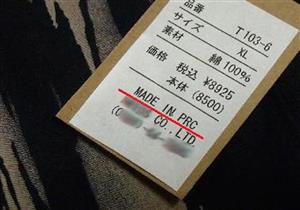 品番 T103-6
サイズ XL
素材 綿 100%
価格 税込 ¥8925
本体 (8500)
MADE IN PRC
CO., LTD.